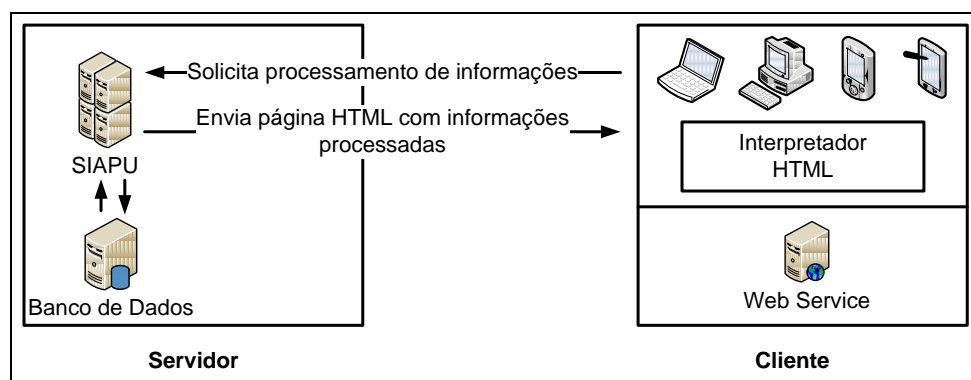 Solicita processamento de informações
Envia página HTML com informações
processadas
SIAPU
Banco de Dados
Servidor
Interpretador
HTML
Web Service
Cliente